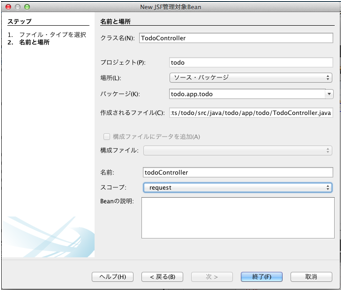 New JSF管理対象Bean
ステップ
1. ファイル・タイプを選択
2. 名前と場所
名前と場所
クラス名(N): TodoController
プロジェクト(P): todo
場所(L): ソース・パッケージ
パッケージ(K): todo.app.todo
作成されるファイル(C): ts/todo/src/java/todo/app/todo/TodoController.java
構成ファイルにデータを追加(A)
構成ファイル:
名前: todoController
スコープ: request
Beanの説明:
ヘルプ(H) < 戻る(B) 次 > 終了(F) 取消